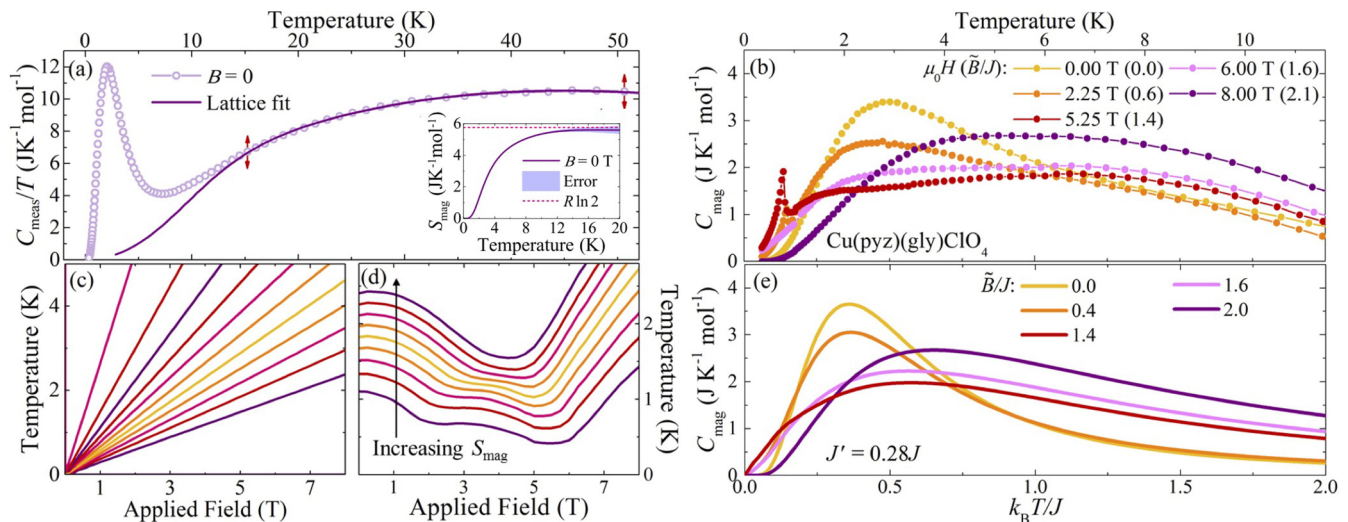 Temperature (K)
0 10 20 30 40 50
(a)
B = 0
Lattice fit
C_meas/T (JK⁻¹mol⁻¹)
12
10
8
6
4
2
0
S_mag (JK⁻¹mol⁻¹)
6
4
2
0
B = 0 T
Error
R ln 2
0 4 8 12 16 20
Temperature (K)
Temperature (K)
0 2 4 6 8 10
(b)
μ₀H (B̃/J):
0.00 T (0.0)
2.25 T (0.6)
5.25 T (1.4)
6.00 T (1.6)
8.00 T (2.1)
C_mag (J K⁻¹ mol⁻¹)
4
3
2
1
0
Cu(pyz)(gly)ClO₄
(c)
Temperature (K)
4
2
0
1 3 5 7
Applied Field (T)
(d)
Increasing S_mag
Temperature (K)
2
1
0
1 3 5 7
Applied Field (T)
(e)
B̃/J:
0.0
0.4
1.4
1.6
2.0
C_mag (J K⁻¹ mol⁻¹)
4
3
2
1
0
J′ = 0.28J
0.0 0.5 1.0 1.5 2.0
k_BT/J